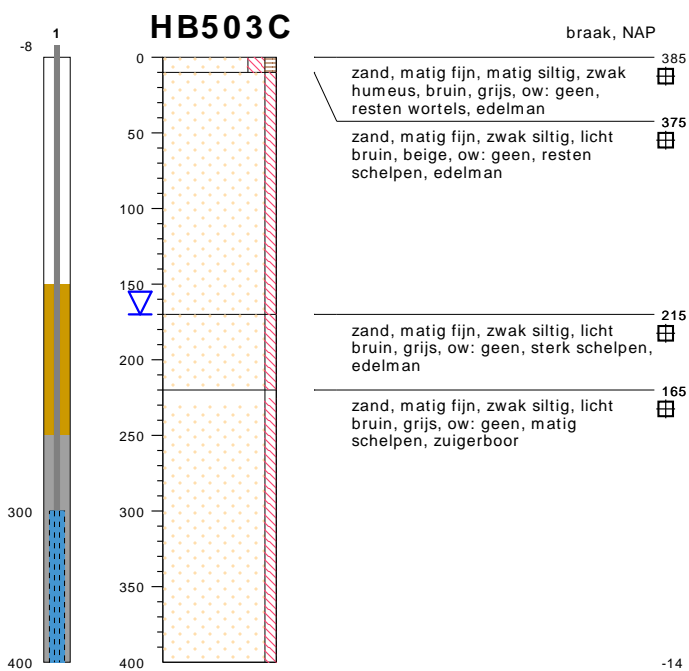 HB503C
braak, NAP
1
-8
0
385
zand, matig fijn, matig siltig, zwak
humeus, bruin, grijs, ow: geen,
resten wortels, edelman
375
50
zand, matig fijn, zwak siltig, licht
bruin, beige, ow: geen, resten
schelpen, edelman
100
150
215
zand, matig fijn, zwak siltig, licht
bruin, grijs, ow: geen, sterk schelpen,
edelman
200
165
zand, matig fijn, zwak siltig, licht
bruin, grijs, ow: geen, matig
schelpen, zuigerboor
250
300
300
350
400
400
-14